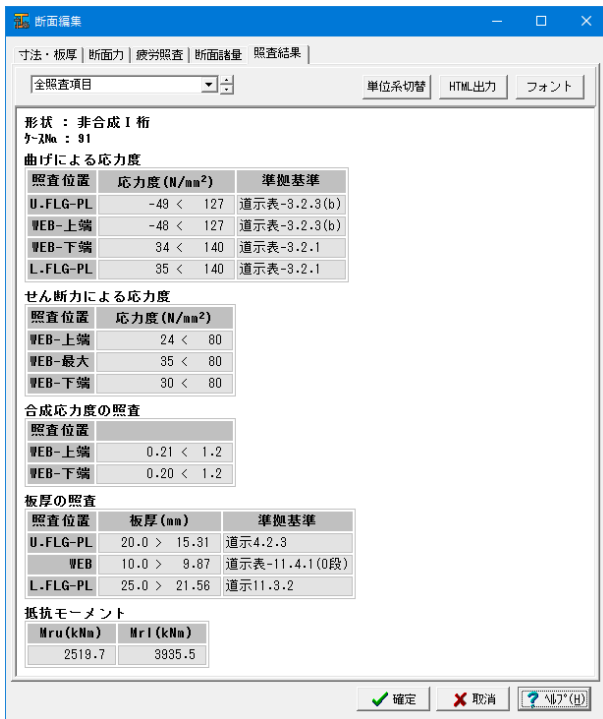 断面編集
寸法・板厚 断面力 疲労照査 断面諸量 照査結果
全照査項目 単位系切替 HTML出力 フォント
形状 : 非合成I桁
ｹｰｽNo : 91
曲げによる応力度
照査位置 応力度(N/mm²) 準拠基準
U.FLG-PL -49 < 127 道示表-3.2.3(b)
WEB-上端 -48 < 127 道示表-3.2.3(b)
WEB-下端 34 < 140 道示表-3.2.1
L.FLG-PL 35 < 140 道示表-3.2.1
せん断力による応力度
照査位置 応力度(N/mm²)
WEB-上端 24 < 80
WEB-最大 35 < 80
WEB-下端 30 < 80
合成応力度の照査
照査位置
WEB-上端 0.21 < 1.2
WEB-下端 0.20 < 1.2
板厚の照査
照査位置 板厚(mm) 準拠基準
U.FLG-PL 20.0 > 15.31 道示4.2.3
WEB 10.0 > 9.87 道示表-11.4.1(0段)
L.FLG-PL 25.0 > 21.56 道示11.3.2
抵抗モーメント
Mru(kNm) Mrl(kNm)
2519.7 3935.5
確定 取消 ﾍﾙﾌﾟ(H)